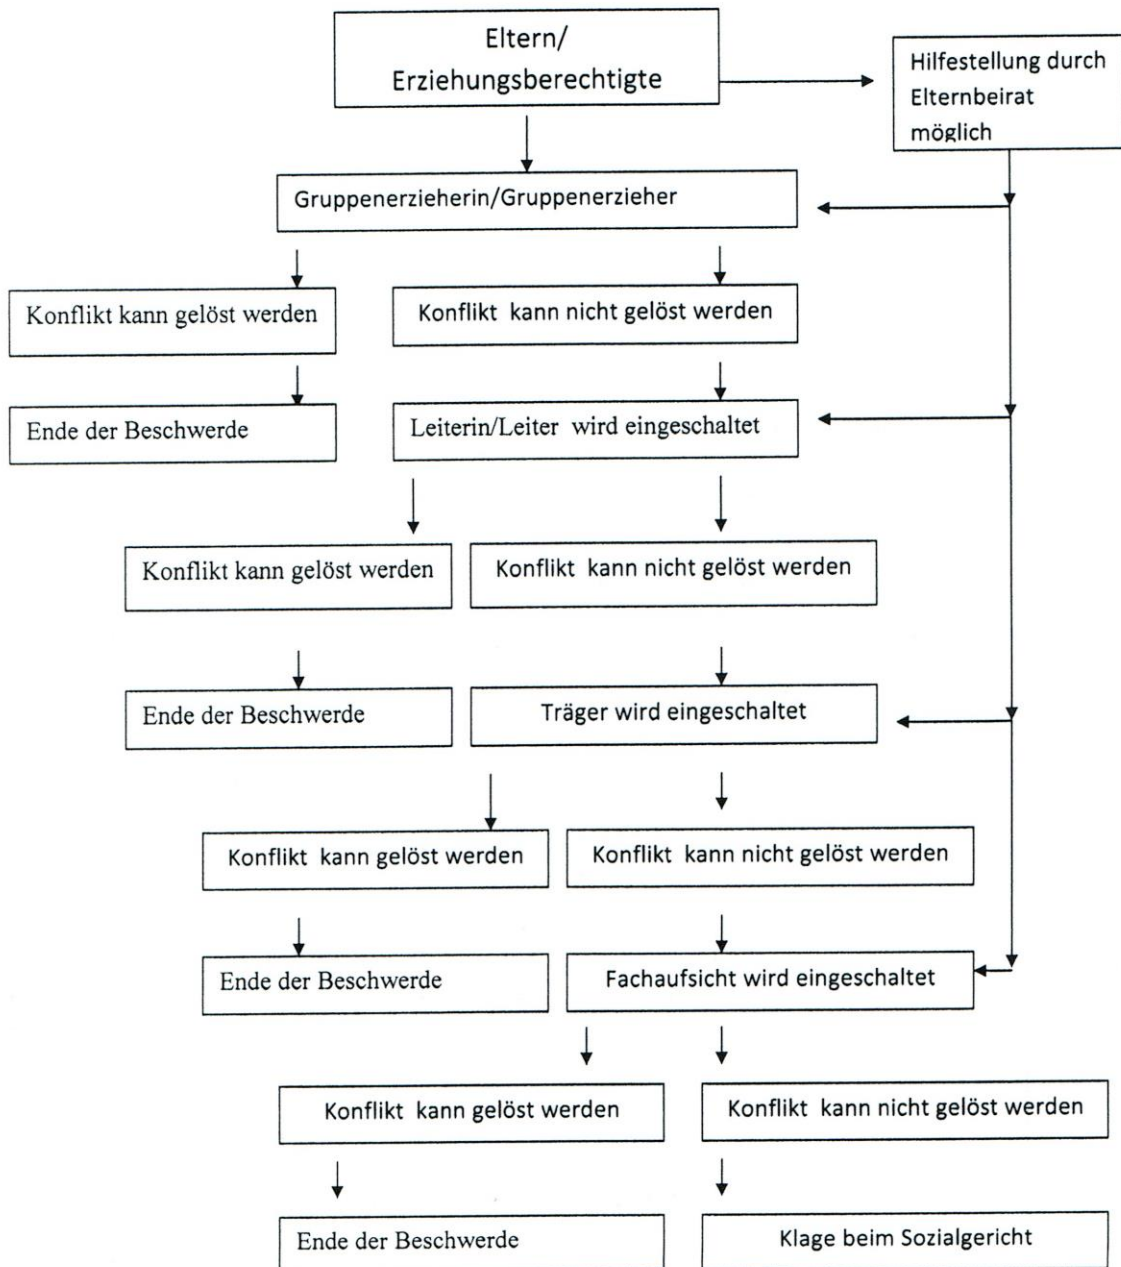 Eltern/
Erziehungsberechtigte
Hilfestellung durch
Elternbeirat
möglich
Gruppenerzieherin/Gruppenerzieher
Konflikt kann gelöst werden
Konflikt kann nicht gelöst werden
Ende der Beschwerde
Leiterin/Leiter wird eingeschaltet
Konflikt kann gelöst werden
Konflikt kann nicht gelöst werden
Ende der Beschwerde
Träger wird eingeschaltet
Konflikt kann gelöst werden
Konflikt kann nicht gelöst werden
Ende der Beschwerde
Fachaufsicht wird eingeschaltet
Konflikt kann gelöst werden
Konflikt kann nicht gelöst werden
Ende der Beschwerde
Klage beim Sozialgericht